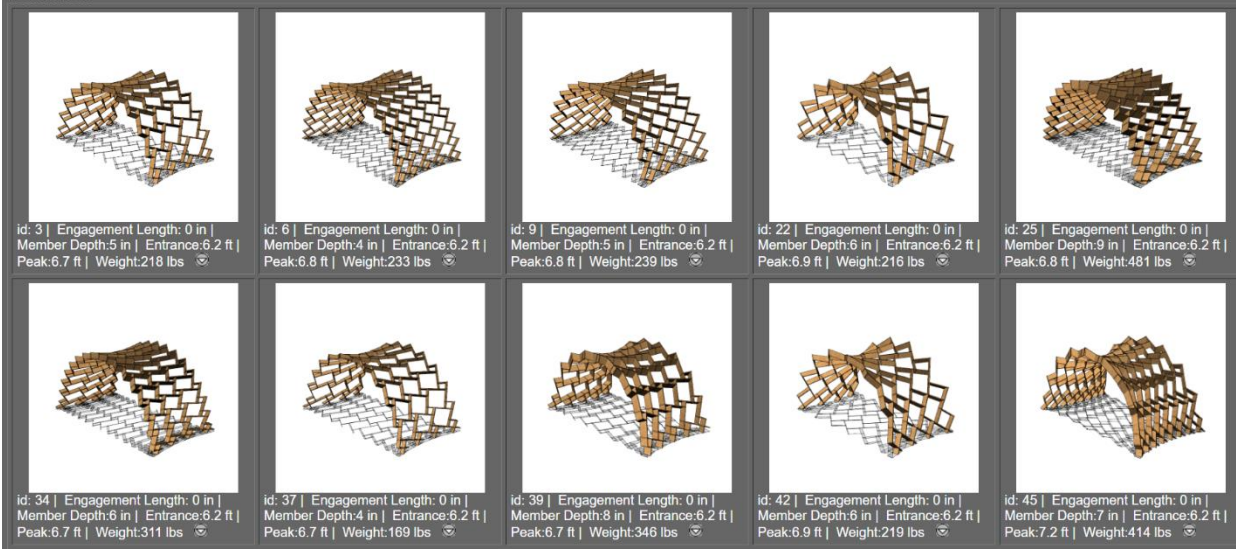 id: 3 | Engagement Length: 0 in |
Member Depth:5 in | Entrance:6.2 ft |
Peak:6.7 ft | Weight:218 lbs
id: 6 | Engagement Length: 0 in |
Member Depth:4 in | Entrance:6.2 ft |
Peak:6.8 ft | Weight:233 lbs
id: 9 | Engagement Length: 0 in |
Member Depth:5 in | Entrance:6.2 ft |
Peak:6.8 ft | Weight:239 lbs
id: 22 | Engagement Length: 0 in |
Member Depth:6 in | Entrance:6.2 ft |
Peak:6.9 ft | Weight:216 lbs
id: 25 | Engagement Length: 0 in |
Member Depth:9 in | Entrance:6.2 ft |
Peak:6.8 ft | Weight:481 lbs
id: 34 | Engagement Length: 0 in |
Member Depth:6 in | Entrance:6.2 ft |
Peak:6.7 ft | Weight:311 lbs
id: 37 | Engagement Length: 0 in |
Member Depth:4 in | Entrance:6.2 ft |
Peak:6.7 ft | Weight:169 lbs
id: 39 | Engagement Length: 0 in |
Member Depth:8 in | Entrance:6.2 ft |
Peak:6.7 ft | Weight:346 lbs
id: 42 | Engagement Length: 0 in |
Member Depth:6 in | Entrance:6.2 ft |
Peak:6.9 ft | Weight:219 lbs
id: 45 | Engagement Length: 0 in |
Member Depth:7 in | Entrance:6.2 ft |
Peak:7.2 ft | Weight:414 lbs